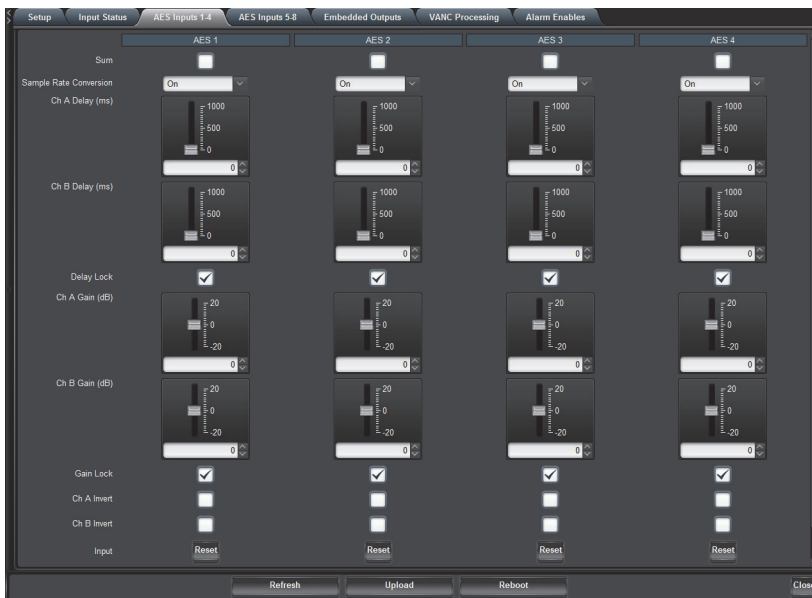 Setup Input Status AES Inputs 1-4 AES Inputs 5-8 Embedded Outputs VANC Processing Alarm Enables
AES 1 AES 2 AES 3 AES 4
Sum
Sample Rate Conversion On On On On
Ch A Delay (ms) 1000 1000 1000 1000
500 500 500 500
0 0 0 0
0 0 0 0
Ch B Delay (ms) 1000 1000 1000 1000
500 500 500 500
0 0 0 0
0 0 0 0
Delay Lock
Ch A Gain (dB) 20 20 20 20
0 0 0 0
-20 -20 -20 -20
0 0 0 0
Ch B Gain (dB) 20 20 20 20
0 0 0 0
-20 -20 -20 -20
0 0 0 0
Gain Lock
Ch A Invert
Ch B Invert
Input Reset Reset Reset Reset
Refresh Upload Reboot Close